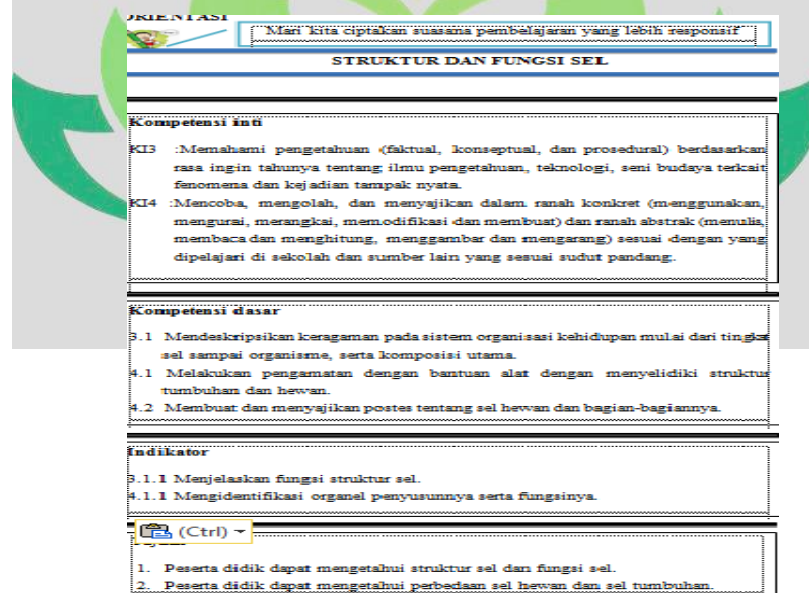 ORIENTASI
Mari kita ciptakan suasana pembelajaran yang lebih responsif
STRUKTUR DAN FUNGSI SEL
Kompetensi inti
KI3 :Memahami pengetahuan (faktual, konseptual, dan prosedural) berdasarkan
rasa ingin tahunya tentang ilmu pengetahuan, teknologi, seni budaya terkait
fenomena dan kejadian tampak nyata.
KI4 :Mencoba, mengolah, dan menyajikan dalam ranah konkret (menggunakan,
mengurai, merangkai, memodifikasi dan membuat) dan ranah abstrak (menulis,
membaca dan menghitung, menggambar dan mengarang) sesuai dengan yang
dipelajari di sekolah dan sumber lain yang sesuai sudut pandang.
Kompetensi dasar
3.1 Mendeskripsikan keragaman pada sistem organisasi kehidupan mulai dari tingkat
sel sampai organisme, serta komposisi utama.
4.1 Melakukan pengamatan dengan bantuan alat dengan menyelidiki struktur
tumbuhan dan hewan.
4.2 Membuat dan menyajikan postes tentang sel hewan dan bagian-bagiannya.
Indikator
3.1.1 Menjelaskan fungsi struktur sel.
4.1.1 Mengidentifikasi organel penyusunnya serta fungsinya.
(Ctrl)
1. Peserta didik dapat mengetahui struktur sel dan fungsi sel.
2. Peserta didik dapat mengetahui perbedaan sel hewan dan sel tumbuhan.